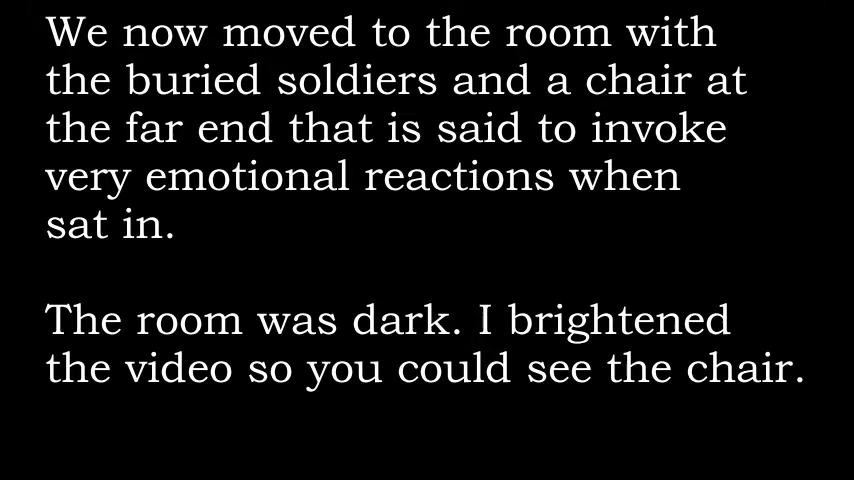 We now moved to the room with
the buried soldiers and a chair at
the far end that is said to invoke
very emotional reactions when
sat in.
The room was dark. I brightened
the video so you could see the chair.